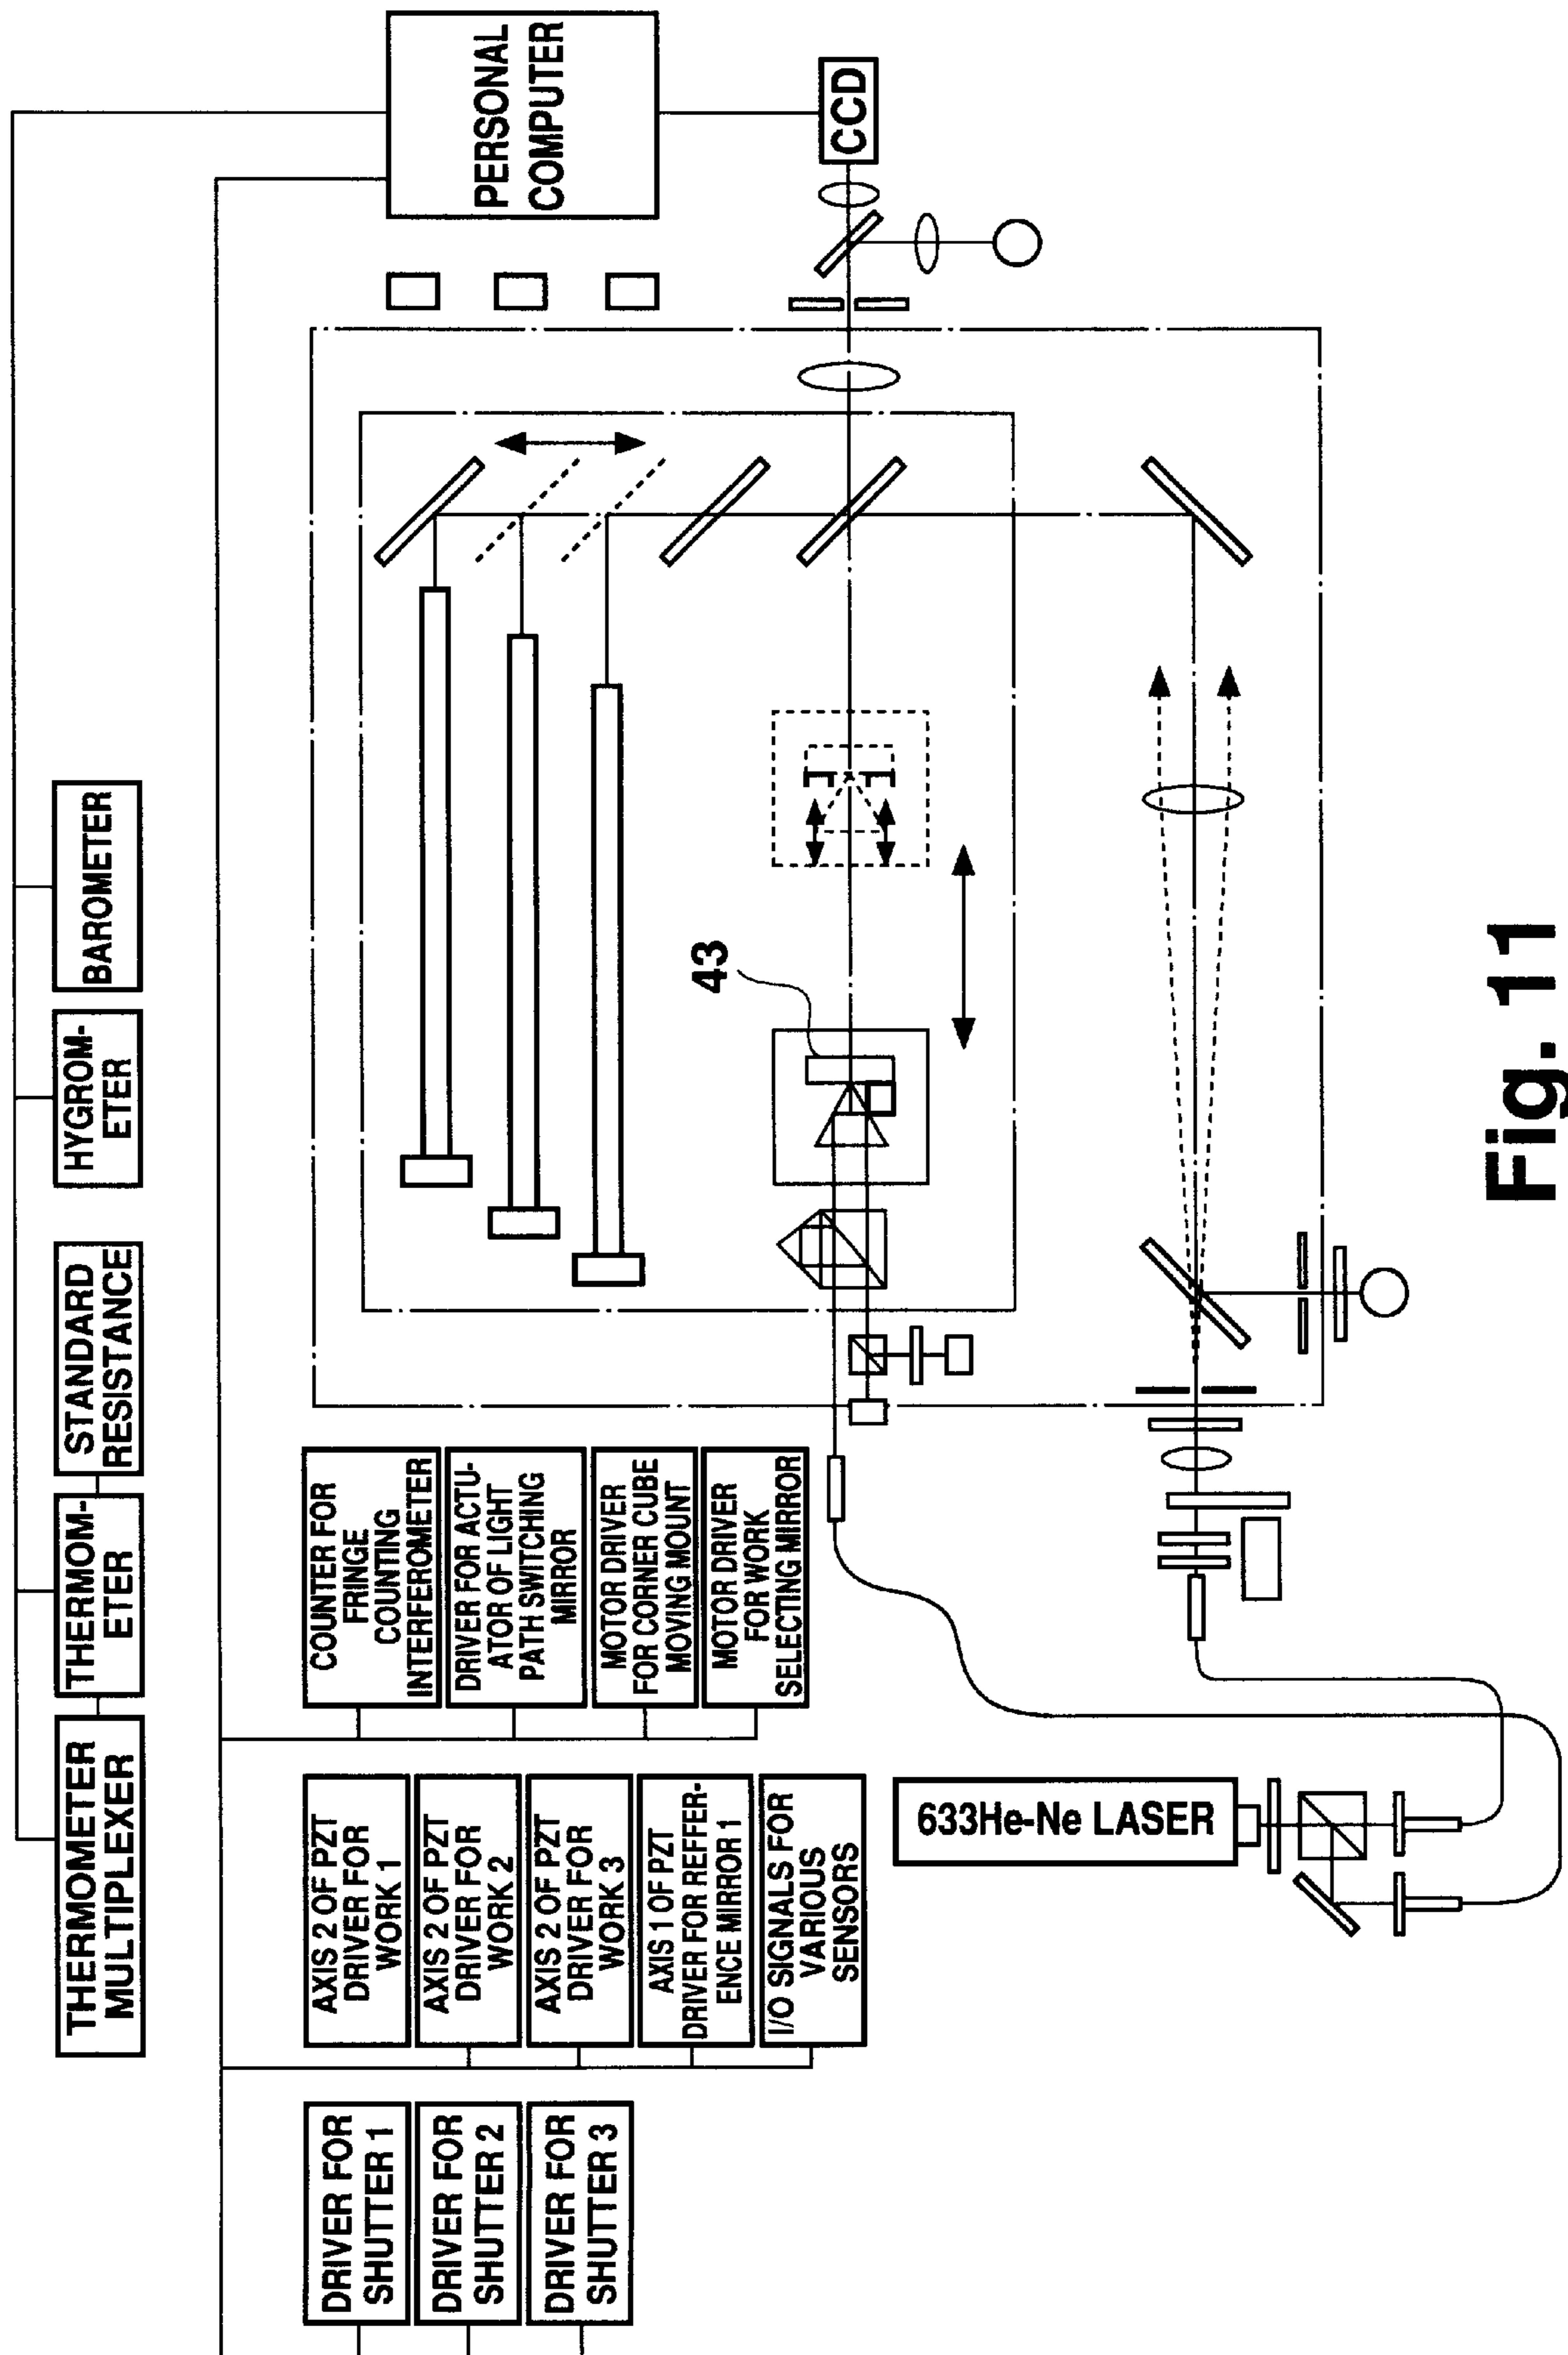 THERMOMETER
MULTIPLEXER
THERMOM-
ETER
STANDARD
RESISTANCE
HYGROM-
ETER
BAROMETER
PERSONAL
COMPUTER
DRIVER FOR
SHUTTER 1
DRIVER FOR
SHUTTER 2
DRIVER FOR
SHUTTER 3
AXIS 2 OF PZT
DRIVER FOR
WORK 1
AXIS 2 OF PZT
DRIVER FOR
WORK 2
AXIS 2 OF PZT
DRIVER FOR
WORK 3
AXIS 1 OF PZT
DRIVER FOR REFFER-
ENCE MIRROR 1
I/O SIGNALS FOR
VARIOUS
SENSORS
COUNTER FOR
FRINGE
COUNTING
INTERFEROMETER
DRIVER FOR ACTU-
ATOR OF LIGHT
PATH SWITCHING
MIRROR
MOTOR DRIVER
FOR CORNER CUBE
MOVING MOUNT
MOTOR DRIVER
FOR WORK
SELECTING MIRROR
43
CCD
633He-Ne LASER
Fig. 11